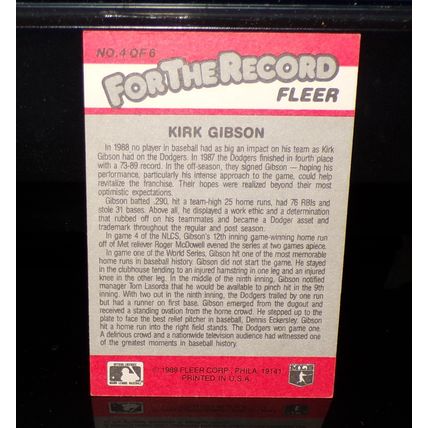 NO. 4 OF 6
FOR THE RECORD
FLEER
KIRK GIBSON
In 1988 no player in baseball had as big an impact on his team as Kirk
Gibson had on the Dodgers. In 1987 the Dodgers finished in fourth place
with a 73-89 record. In the off-season, they signed Gibson — hoping his
performance, particularly his intense approach to the game, could help
revitalize the franchise. Their hopes were realized beyond their most
optimistic expectations.
Gibson batted .290, hit a team-high 25 home runs, had 76 RBIs and
stole 31 bases. Above all, he displayed a work ethic and a determination
that rubbed off on his teammates and became a Dodger asset and
trademark throughout the regular and post season.
In game 4 of the NLCS, Gibson's 12th inning game-winning home run
off of Met reliever Roger McDowell evened the series at two games apiece.
In game one of the World Series, Gibson hit one of the most memorable
home runs in baseball history. Gibson did not start the game. He stayed in
the clubhouse tending to an injured hamstring in one leg and an injured
knee in the other leg. In the middle of the ninth inning, Gibson notified
manager Tom Lasorda that he would be available to pinch hit in the 9th
inning. With two out in the ninth inning, the Dodgers trailed by one run
but had a runner on first base. Gibson emerged from the dugout and
received a standing ovation from the home crowd. He stepped up to the
plate to face the best relief pitcher in baseball, Dennis Eckersley. Gibson
hit a home run into the right field stands. The Dodgers won game one.
A delirious crowd and a nationwide television audience had witnessed one
of the greatest moments in baseball history.
© 1989 FLEER CORP., PHILA. 19141
PRINTED IN U.S.A.